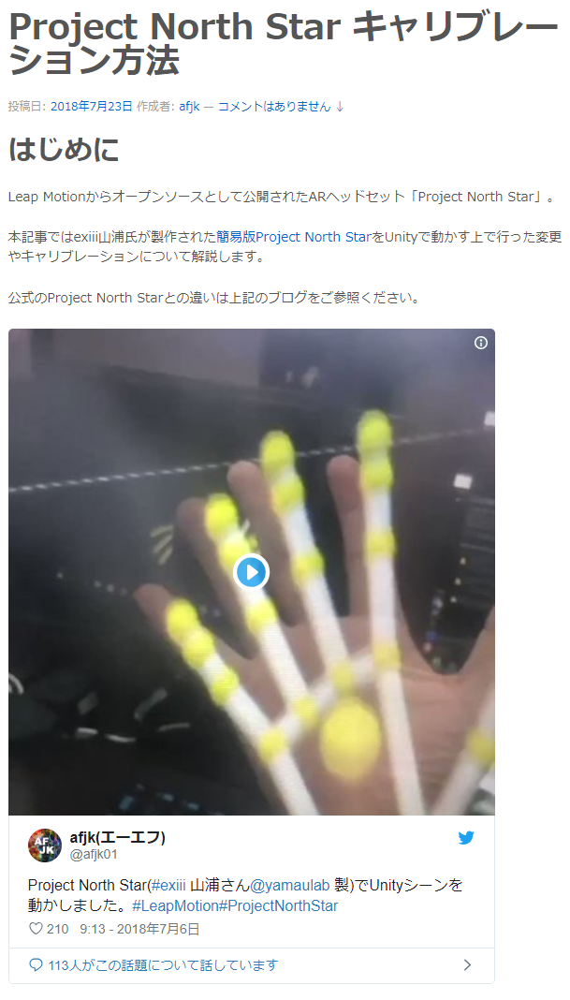 Project North Star キャリブレー
ション方法
投稿日: 2018年7月23日 作成者: afjk — コメントはありません ↓
はじめに
Leap Motionからオープンソースとして公開されたARヘッドセット「Project North Star」。
本記事ではexiii山浦氏が製作された簡易版Project North StarをUnityで動かす上で行った変更
やキャリブレーションについて解説します。
公式のProject North Starとの違いは上記のブログをご参照ください。
AF
JK
afjk(エーエフ)
@afjk01
Project North Star(#exiii 山浦さん@yamaulab 製)でUnityシーンを
動かしました。#LeapMotion#ProjectNorthStar
210 9:13 - 2018年7月6日
113人がこの話題について話しています